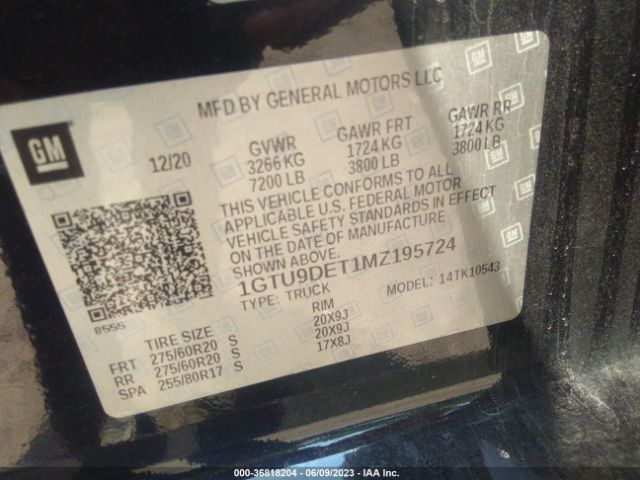 MFD BY GENERAL MOTORS LLC
GM
12/20
GVWR
3266 KG
7200 LB
GAWR FRT
1724 KG
3800 LB
GAWR RR
1724 KG
3800 LB
THIS VEHICLE CONFORMS TO ALL
APPLICABLE U.S. FEDERAL MOTOR
VEHICLE SAFETY STANDARDS IN EFFECT
ON THE DATE OF MANUFACTURE
SHOWN ABOVE.
1GTU9DET1MZ195724
TYPE: TRUCK
MODEL: 14TK10543
8555
TIRE SIZE
RIM
FRT 275/60R20 S 20X9J
RR 275/60R20 S 20X9J
SPA 255/80R17 S 17X8J
000-36818204 - 06/09/2023 - IAA Inc.